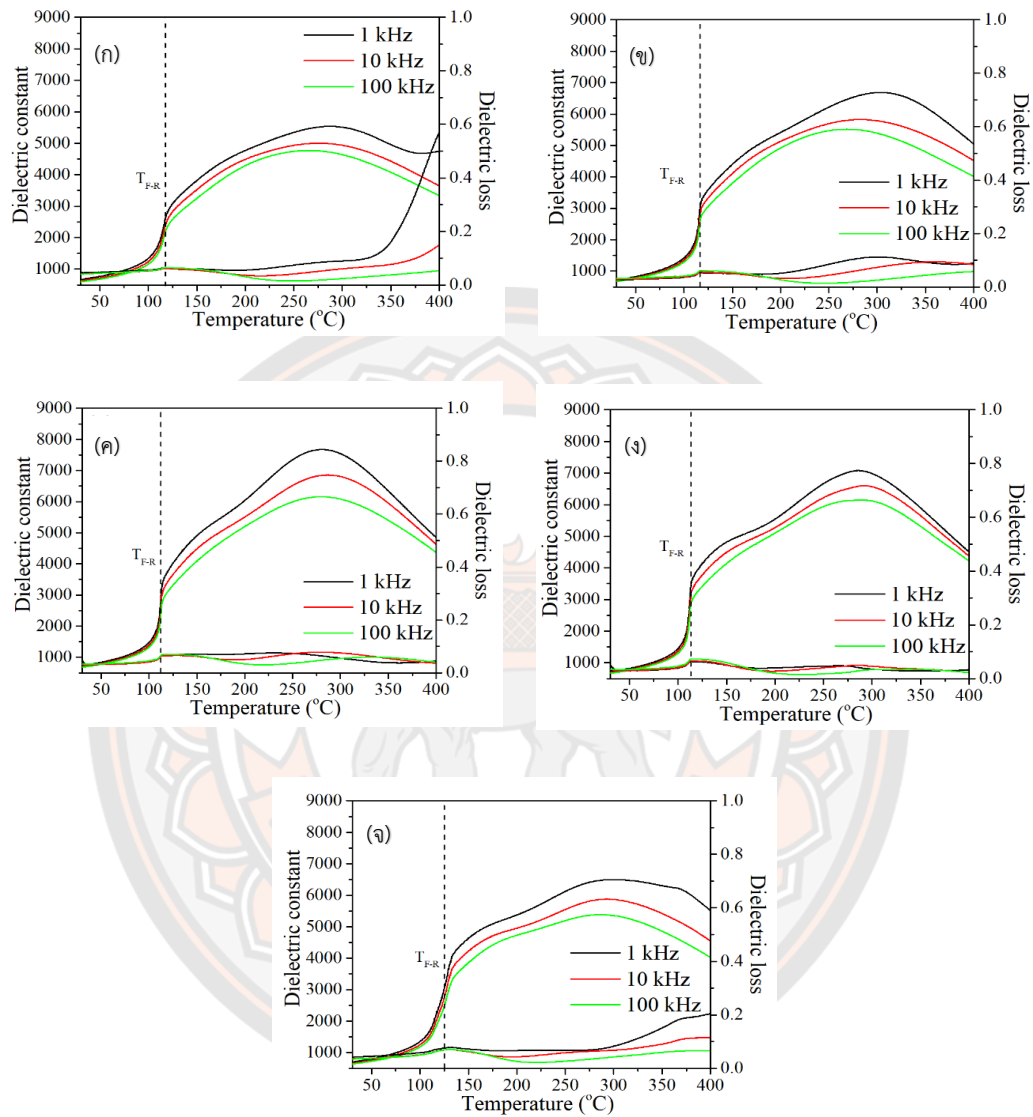 (ก)
1 kHz
10 kHz
100 kHz
T_F-R
Dielectric constant
9000
8000
7000
6000
5000
4000
3000
2000
1000
Dielectric loss
1.0
0.8
0.6
0.4
0.2
0.0
50 100 150 200 250 300 350 400
Temperature (°C)
(ข)
1 kHz
10 kHz
100 kHz
T_F-R
Dielectric constant
9000
8000
7000
6000
5000
4000
3000
2000
1000
Dielectric loss
1.0
0.8
0.6
0.4
0.2
0.0
50 100 150 200 250 300 350 400
Temperature (°C)
(ค)
T_F-R
1 kHz
10 kHz
100 kHz
Dielectric constant
9000
8000
7000
6000
5000
4000
3000
2000
1000
Dielectric loss
1.0
0.8
0.6
0.4
0.2
0.0
50 100 150 200 250 300 350 400
Temperature (°C)
(ง)
T_F-R
1 kHz
10 kHz
100 kHz
Dielectric constant
9000
8000
7000
6000
5000
4000
3000
2000
1000
Dielectric loss
1.0
0.8
0.6
0.4
0.2
0.0
50 100 150 200 250 300 350 400
Temperature (°C)
(จ)
T_F-R
1 kHz
10 kHz
100 kHz
Dielectric constant
9000
8000
7000
6000
5000
4000
3000
2000
1000
Dielectric loss
1.0
0.8
0.6
0.4
0.2
0.0
50 100 150 200 250 300 350 400
Temperature (°C)